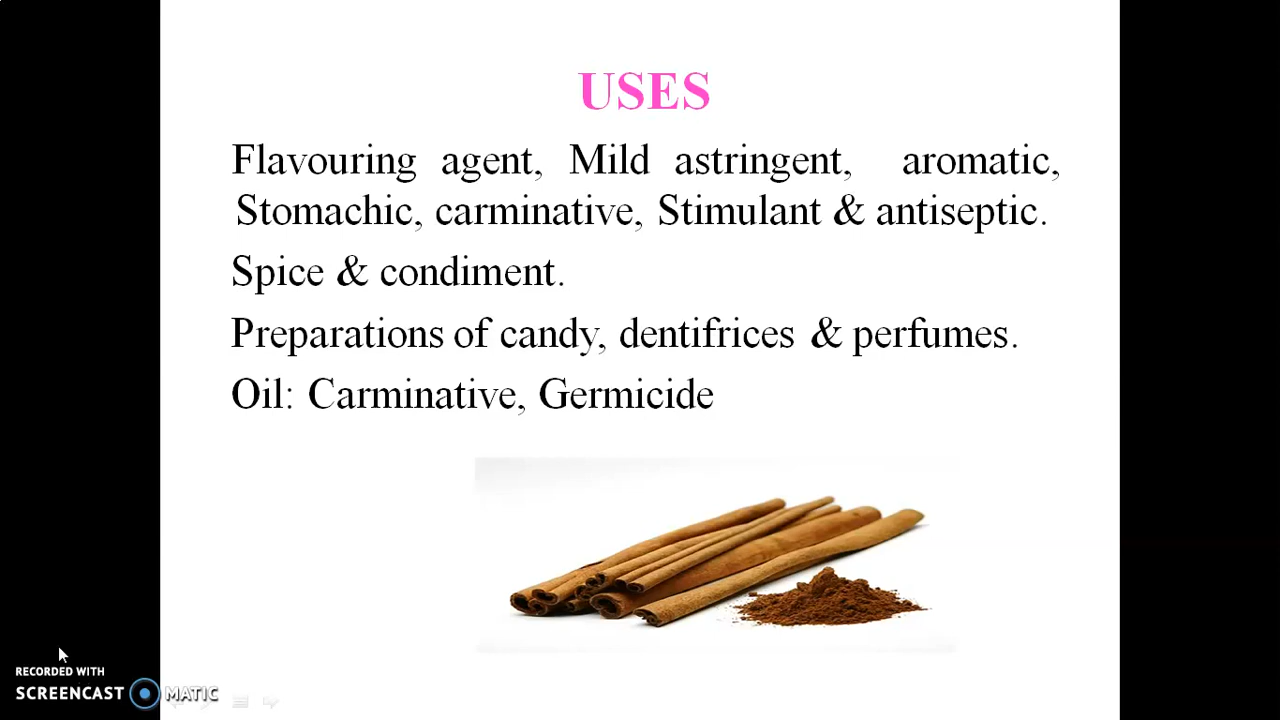 USES
Flavouring agent, Mild astringent, aromatic,
Stomachic, carminative, Stimulant & antiseptic.
Spice & condiment.
Preparations of candy, dentifrices & perfumes.
Oil: Carminative, Germicide
RECORDED WITH
SCREENCAST MATIC